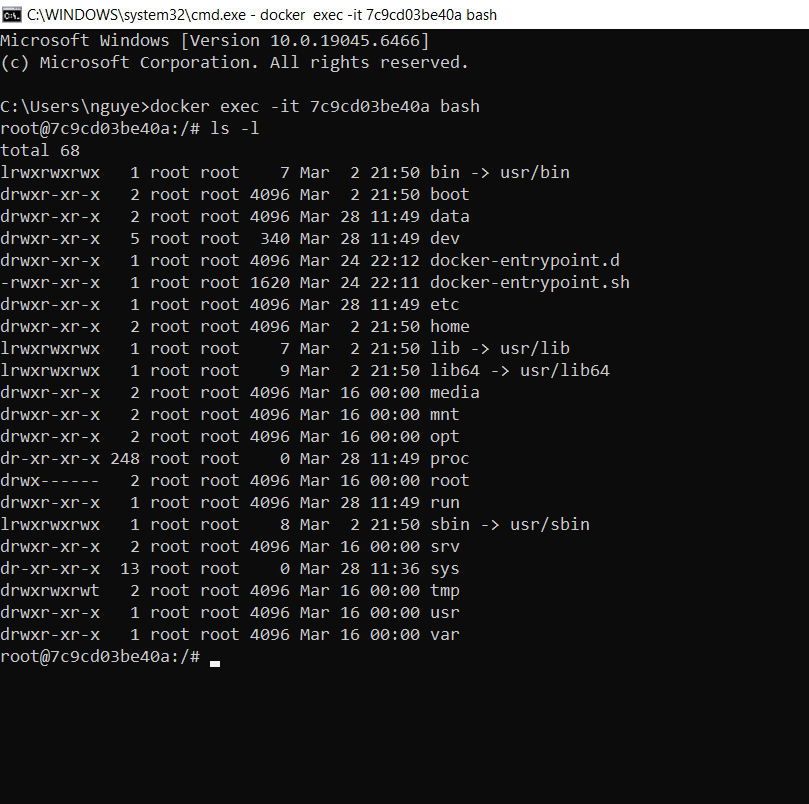 C:\WINDOWS\system32\cmd.exe - docker  exec -it 7c9cd03be40a bash
Microsoft Windows [Version 10.0.19045.6466]
(c) Microsoft Corporation. All rights reserved.
C:\Users\nguye>docker exec -it 7c9cd03be40a bash
root@7c9cd03be40a:/# ls -l
total 68
lrwxrwxrwx   1 root root    7 Mar  2 21:50 bin -> usr/bin
drwxr-xr-x   2 root root 4096 Mar  2 21:50 boot
drwxr-xr-x   2 root root 4096 Mar 28 11:49 data
drwxr-xr-x   5 root root  340 Mar 28 11:49 dev
drwxr-xr-x   1 root root 4096 Mar 24 22:12 docker-entrypoint.d
-rwxr-xr-x   1 root root 1620 Mar 24 22:11 docker-entrypoint.sh
drwxr-xr-x   1 root root 4096 Mar 28 11:49 etc
drwxr-xr-x   2 root root 4096 Mar  2 21:50 home
lrwxrwxrwx   1 root root    7 Mar  2 21:50 lib -> usr/lib
lrwxrwxrwx   1 root root    9 Mar  2 21:50 lib64 -> usr/lib64
drwxr-xr-x   2 root root 4096 Mar 16 00:00 media
drwxr-xr-x   2 root root 4096 Mar 16 00:00 mnt
drwxr-xr-x   2 root root 4096 Mar 16 00:00 opt
dr-xr-xr-x 248 root root    0 Mar 28 11:49 proc
drwx------   2 root root 4096 Mar 16 00:00 root
drwxr-xr-x   1 root root 4096 Mar 28 11:49 run
lrwxrwxrwx   1 root root    8 Mar  2 21:50 sbin -> usr/sbin
drwxr-xr-x   2 root root 4096 Mar 16 00:00 srv
dr-xr-xr-x  13 root root    0 Mar 28 11:36 sys
drwxrwxrwt   2 root root 4096 Mar 16 00:00 tmp
drwxr-xr-x   1 root root 4096 Mar 16 00:00 usr
drwxr-xr-x   1 root root 4096 Mar 16 00:00 var
root@7c9cd03be40a:/#